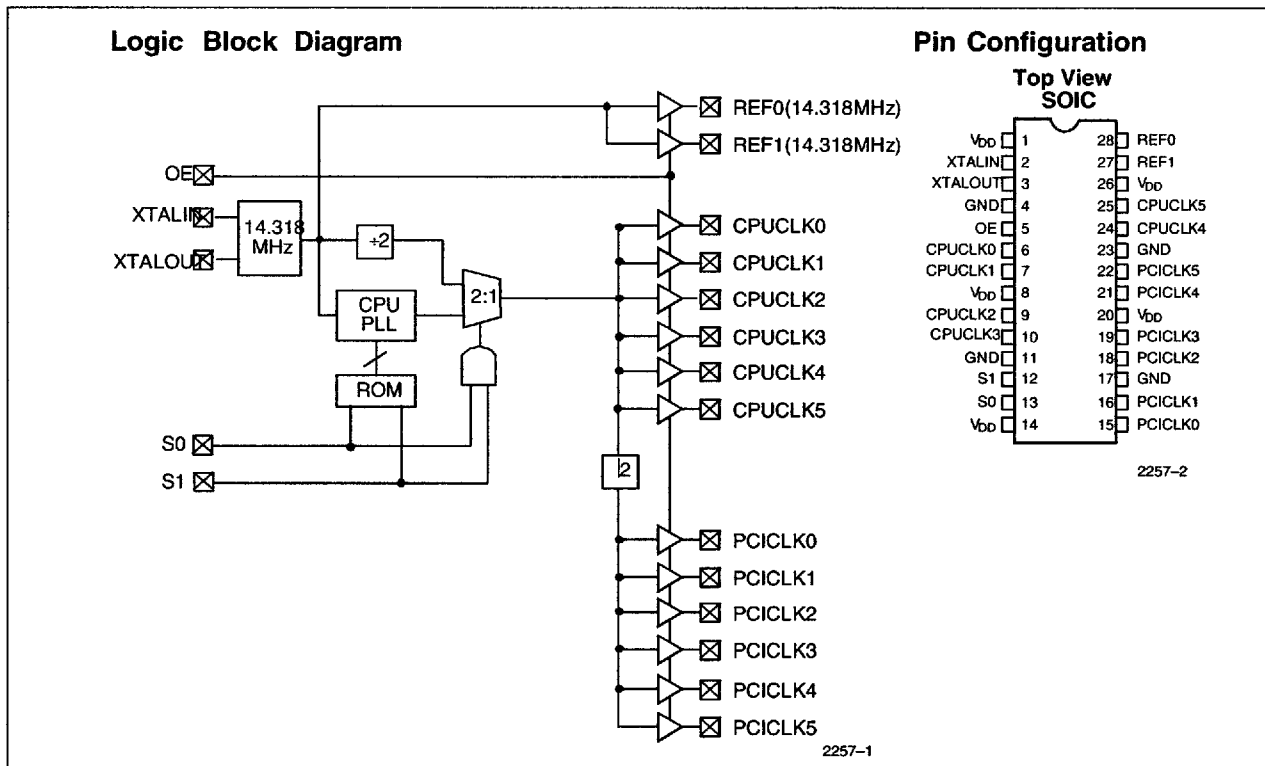 Logic Block Diagram
REF0(14.318MHz)
REF1(14.318MHz)
OE
XTALIN
14.318
MHz
XTALOUT
÷2
CPU
PLL
2:1
ROM
S0
S1
CPUCLK0
CPUCLK1
CPUCLK2
CPUCLK3
CPUCLK4
CPUCLK5
2
PCICLK0
PCICLK1
PCICLK2
PCICLK3
PCICLK4
PCICLK5
2257–1
Pin Configuration
Top View
SOIC
VDD 1 28 REF0
XTALIN 2 27 REF1
XTALOUT 3 26 VDD
GND 4 25 CPUCLK5
OE 5 24 CPUCLK4
CPUCLK0 6 23 GND
CPUCLK1 7 22 PCICLK5
VDD 8 21 PCICLK4
CPUCLK2 9 20 VDD
CPUCLK3 10 19 PCICLK3
GND 11 18 PCICLK2
S1 12 17 GND
S0 13 16 PCICLK1
VDD 14 15 PCICLK0
2257–2